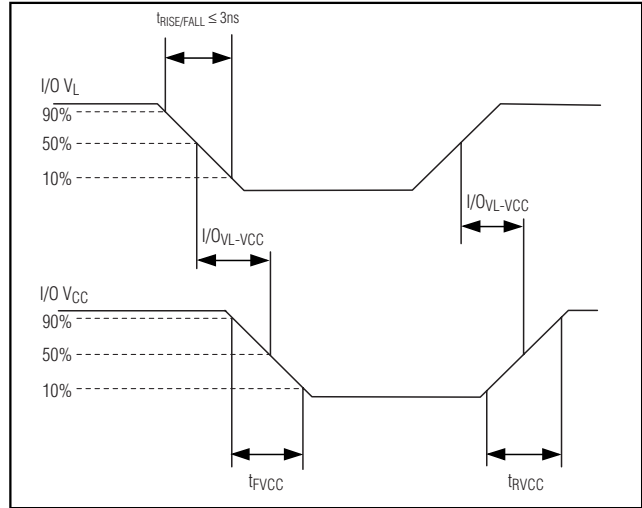 tRISE/FALL ≤ 3ns
I/O VL
90%
50%
10%
I/OVL-VCC
I/OVL-VCC
I/O VCC
90%
50%
10%
tFVCC
tRVCC